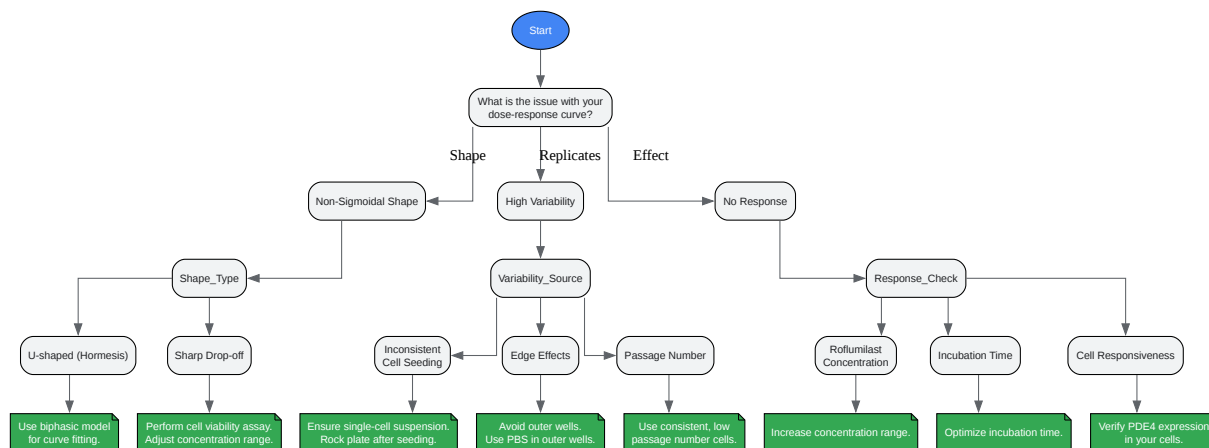 Start
What is the issue with your
dose-response curve?
Shape
Replicates
Effect
Non-Sigmoidal Shape
High Variability
No Response
Shape_Type
Variability_Source
Response_Check
U-shaped (Hormesis)
Sharp Drop-off
Inconsistent
Cell Seeding
Edge Effects
Passage Number
Roflumilast
Concentration
Incubation Time
Cell Responsiveness
Use biphasic model
for curve fitting.
Perform cell viability assay.
Adjust concentration range.
Ensure single-cell suspension.
Rock plate after seeding.
Avoid outer wells.
Use PBS in outer wells.
Use consistent, low
passage number cells.
Increase concentration range.
Optimize incubation time.
Verify PDE4 expression
in your cells.